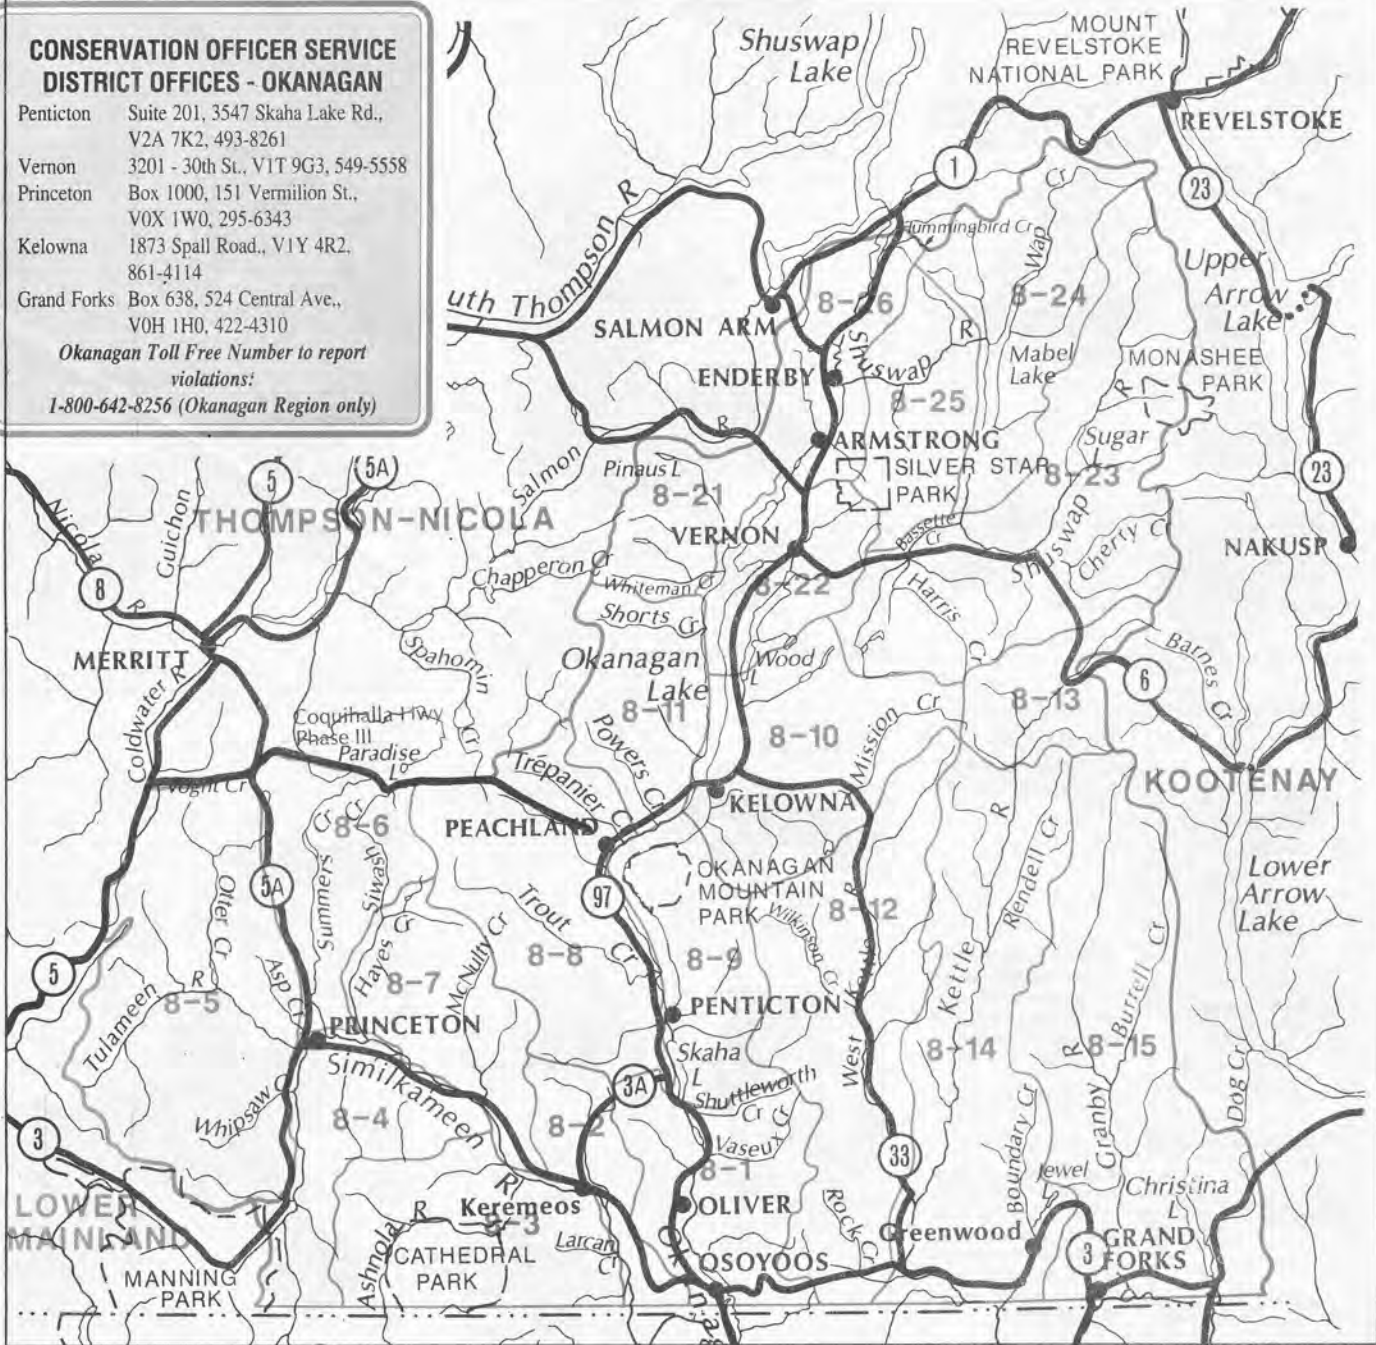 CONSERVATION OFFICER SERVICE
DISTRICT OFFICES - OKANAGAN
Penticton Suite 201, 3547 Skaha Lake Rd.,
V2A 7K2, 493-8261
Vernon 3201 - 30th St., V1T 9G3, 549-5558
Princeton Box 1000, 151 Vermilion St.,
V0X 1W0, 295-6343
Kelowna 1873 Spall Road., V1Y 4R2,
861-4114
Grand Forks Box 638, 524 Central Ave.,
V0H 1H0, 422-4310
Okanagan Toll Free Number to report
violations:
1-800-642-8256 (Okanagan Region only)
Shuswap
Lake
MOUNT
REVELSTOKE
NATIONAL PARK
REVELSTOKE
1
23
Hummingbird Cr
Wap Cr
Upper
Arrow
Lake
uth Thompson R
8-26
8-24
SALMON ARM
Shuswap R
Mabel
Lake
MONASHEE
PARK
ENDERBY
8-25
R
Sugar
L
ARMSTRONG
SILVER STAR
PARK
8-23
23
Salmon R
Pinaus L
8-21
5
5A
Nicola R
Guichon
THOMPSON-NICOLA
VERNON
Bassette
Cr
Shuswap
Cherry Cr
NAKUSP
8
Chapperon Cr
Whiteman Cr
8-22
Shorts Cr
Harris Cr
MERRITT
Spahomin Cr
Okanagan
Lake
Wood
L
Barnes Cr
6
Coldwater R
8-11
8-13
Coquihalla Hwy
Phase III
Paradise
L
Powers Cr
8-10
Mission Cr
Trepanier C
KOOTENAY
Voght Cr
KELOWNA
8-6
PEACHLAND
R
Rendell Cr
5A
Otter Cr
Summers Cr
Siwash Cr
97
OKANAGAN
MOUNTAIN
PARK
Lower
Arrow
Lake
Trout Cr
Wilkinson Cr
8-12
5
Hayes Cr
McNulty Cr
8-8
8-9
Kettle
Burrell Cr
8-7
Asp Cr
8-5
Tulameen R
PENTICTON
West Kettle R
PRINCETON
Skaha
L
8-14
8-15
Similkameen R
3A
Shuttleworth
Cr
Whipsaw C
8-4
8-2
Vaseux Cr
Boundary Cr
Granby R
Dog Cr
3
8-1
33
Jewel
L
Christina
L
LOWER
MAINLAND
Keremeos
8-3
OLIVER
Rock Cr
Greenwood
Ashnola R
CATHEDRAL
PARK
Larcan
C
OSOYOOS
3
GRAND
FORKS
MANNING
PARK